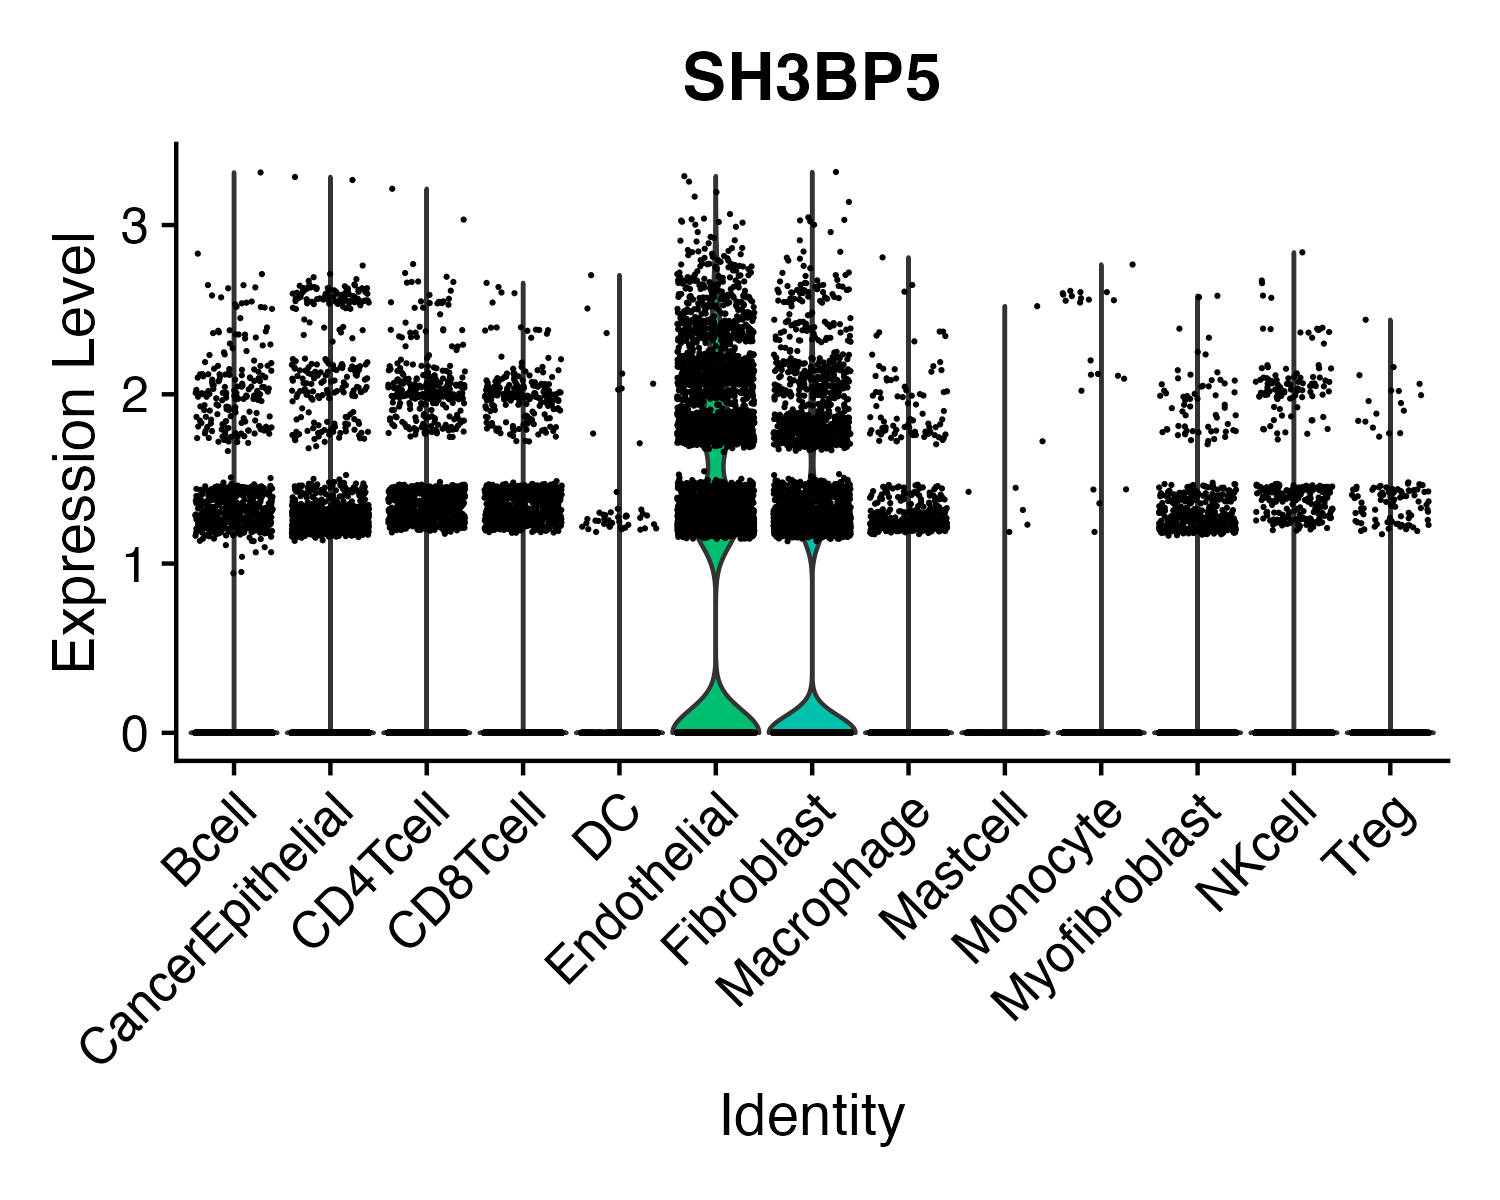 SH3BP5
Expression Level
3
2
1
0
Bcell
CancerEpithelial
CD4Tcell
CD8Tcell
DC
Endothelial
Fibroblast
Macrophage
Mastcell
Monocyte
Myofibroblast
NKcell
Treg
Identity